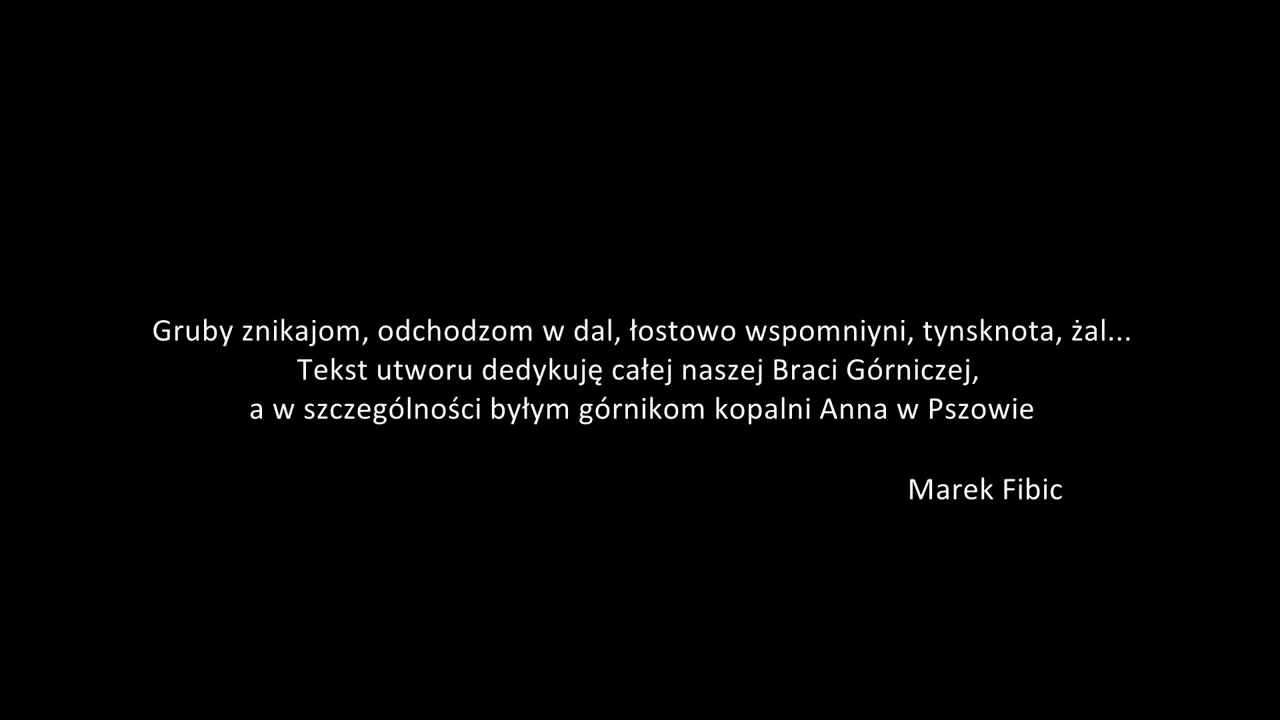 Gruby znikajom, odchodzom w dal, łostowo wspomniyni, tynsknota, żal...
Tekst utworu dedykuję całej naszej Braci Górniczej,
a w szczególności byłym górnikom kopalni Anna w Pszowie
Marek Fibic